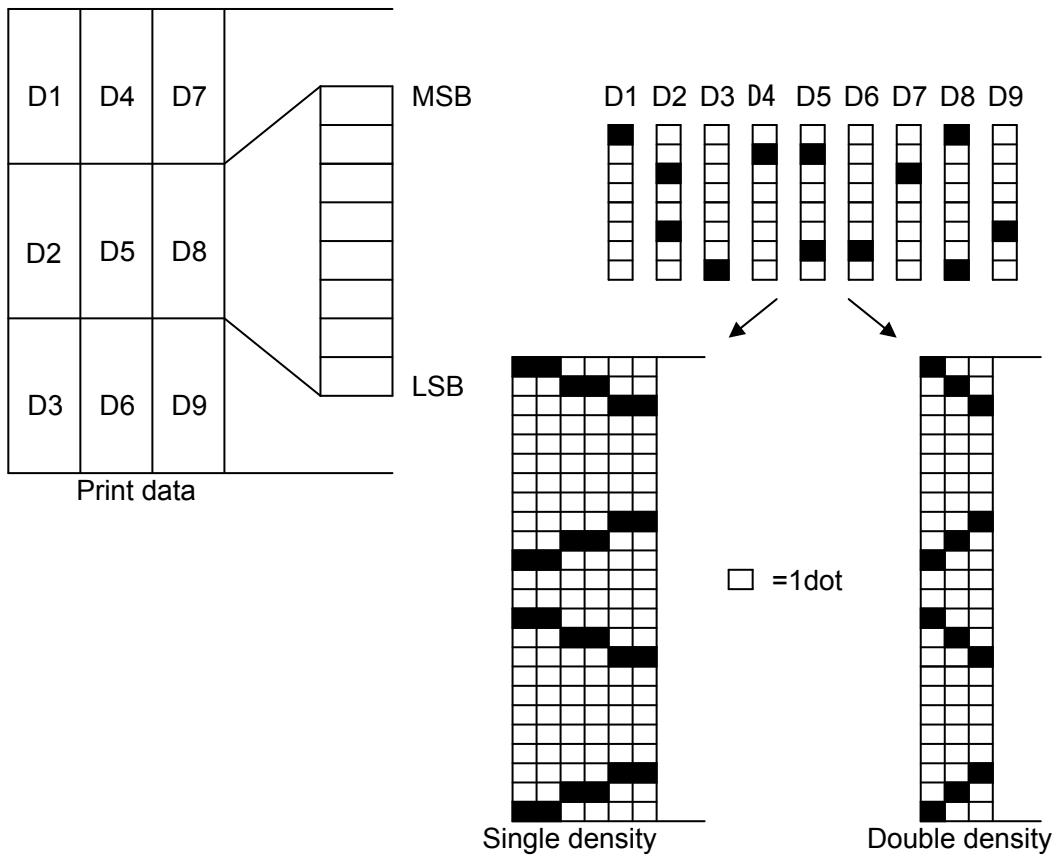 D1 D4 D7
D2 D5 D8
D3 D6 D9
Print data
MSB
LSB
D1 D2 D3 D4 D5 D6 D7 D8 D9
=1dot
Single density
Double density